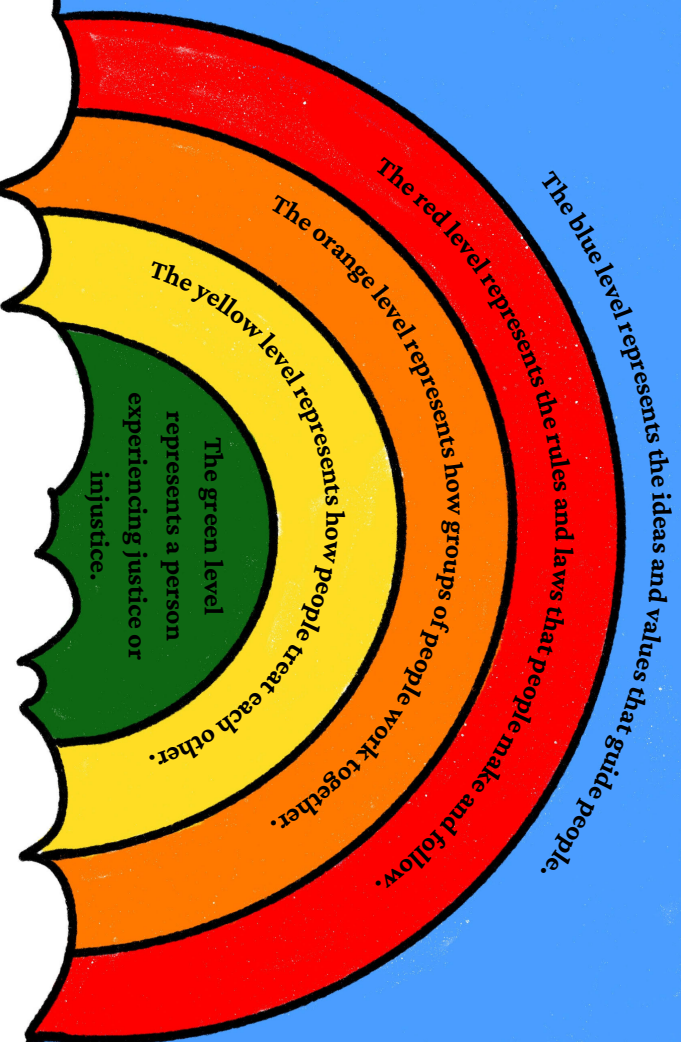 The blue level represents the ideas and values that guide people.
The red level represents the rules and laws that people make and follow.
The orange level represents how groups of people work together.
The yellow level represents how people treat each other.
The green level
represents a person
experiencing justice or
injustice.